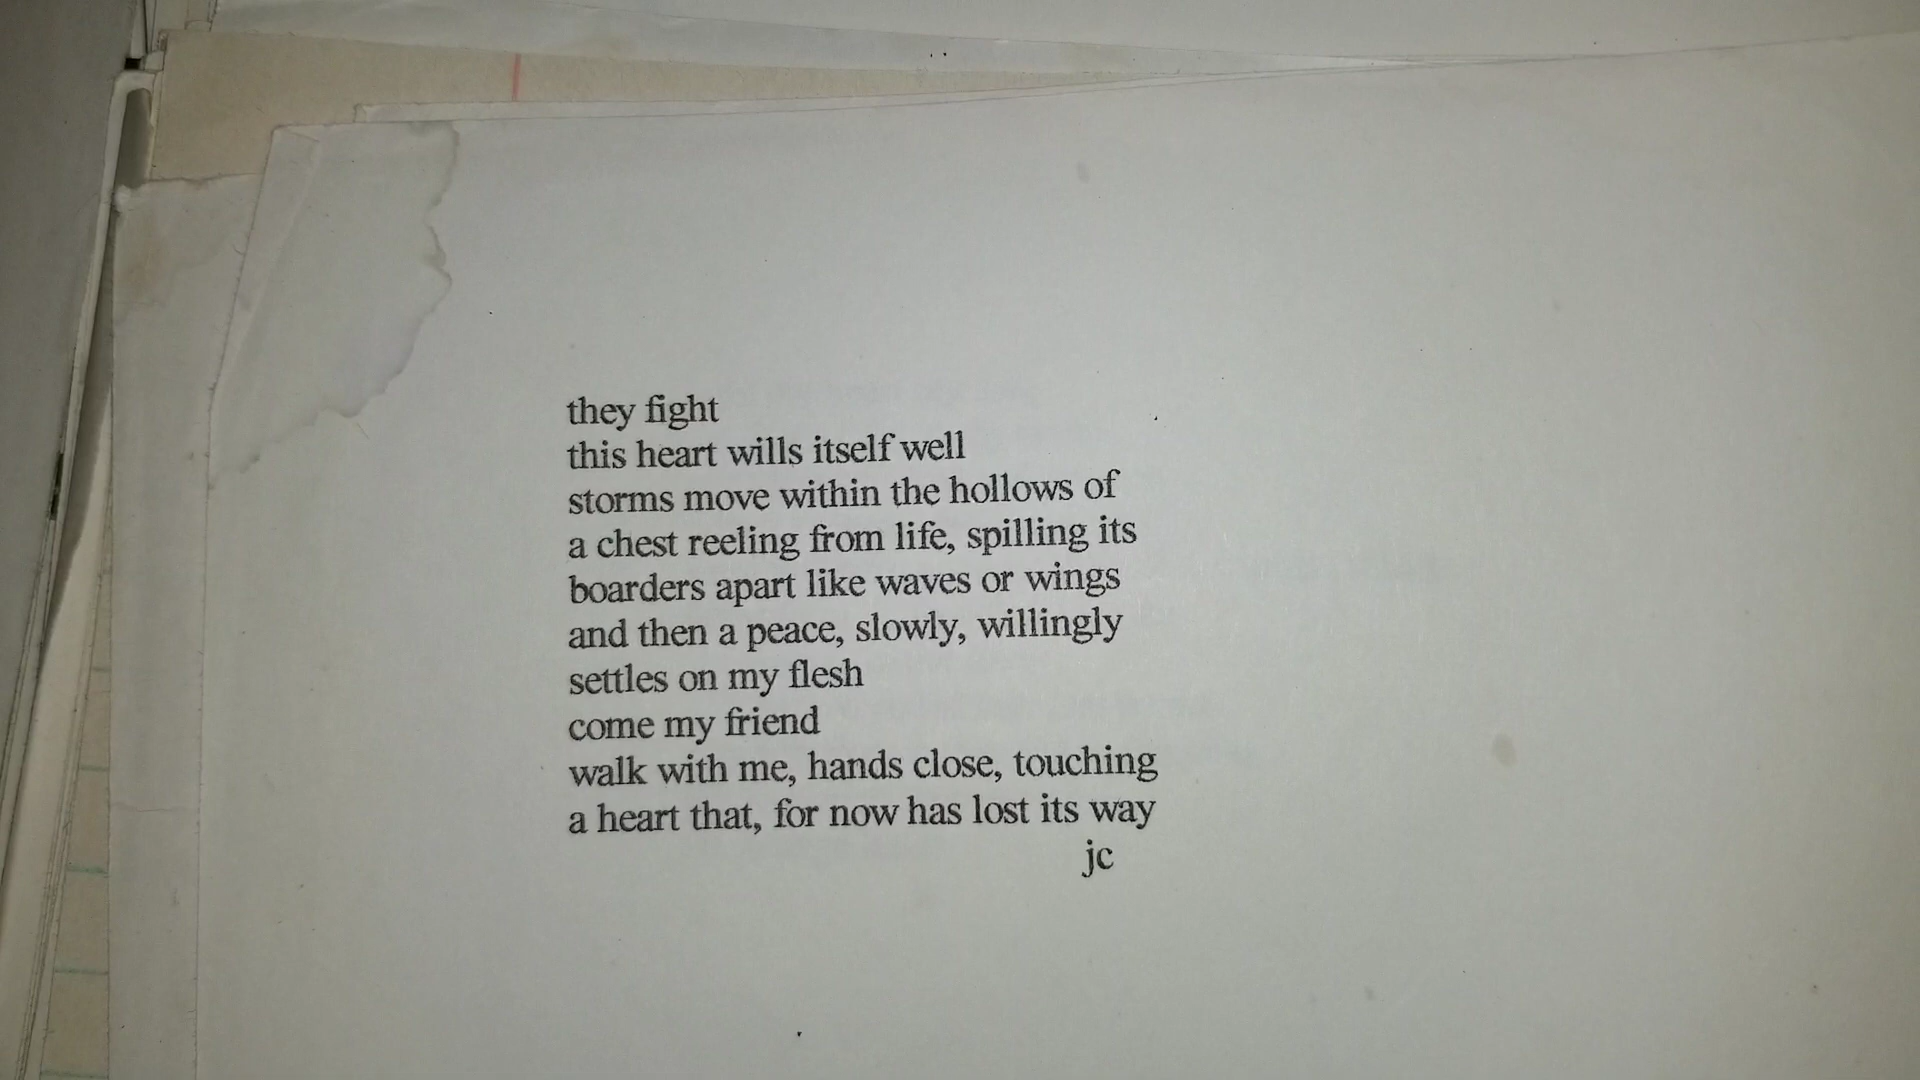 they fight
this heart wills itself well
storms move within the hollows of
a chest reeling from life, spilling its
boarders apart like waves or wings
and then a peace, slowly, willingly
settles on my flesh
come my friend
walk with me, hands close, touching
a heart that, for now has lost its way
jc